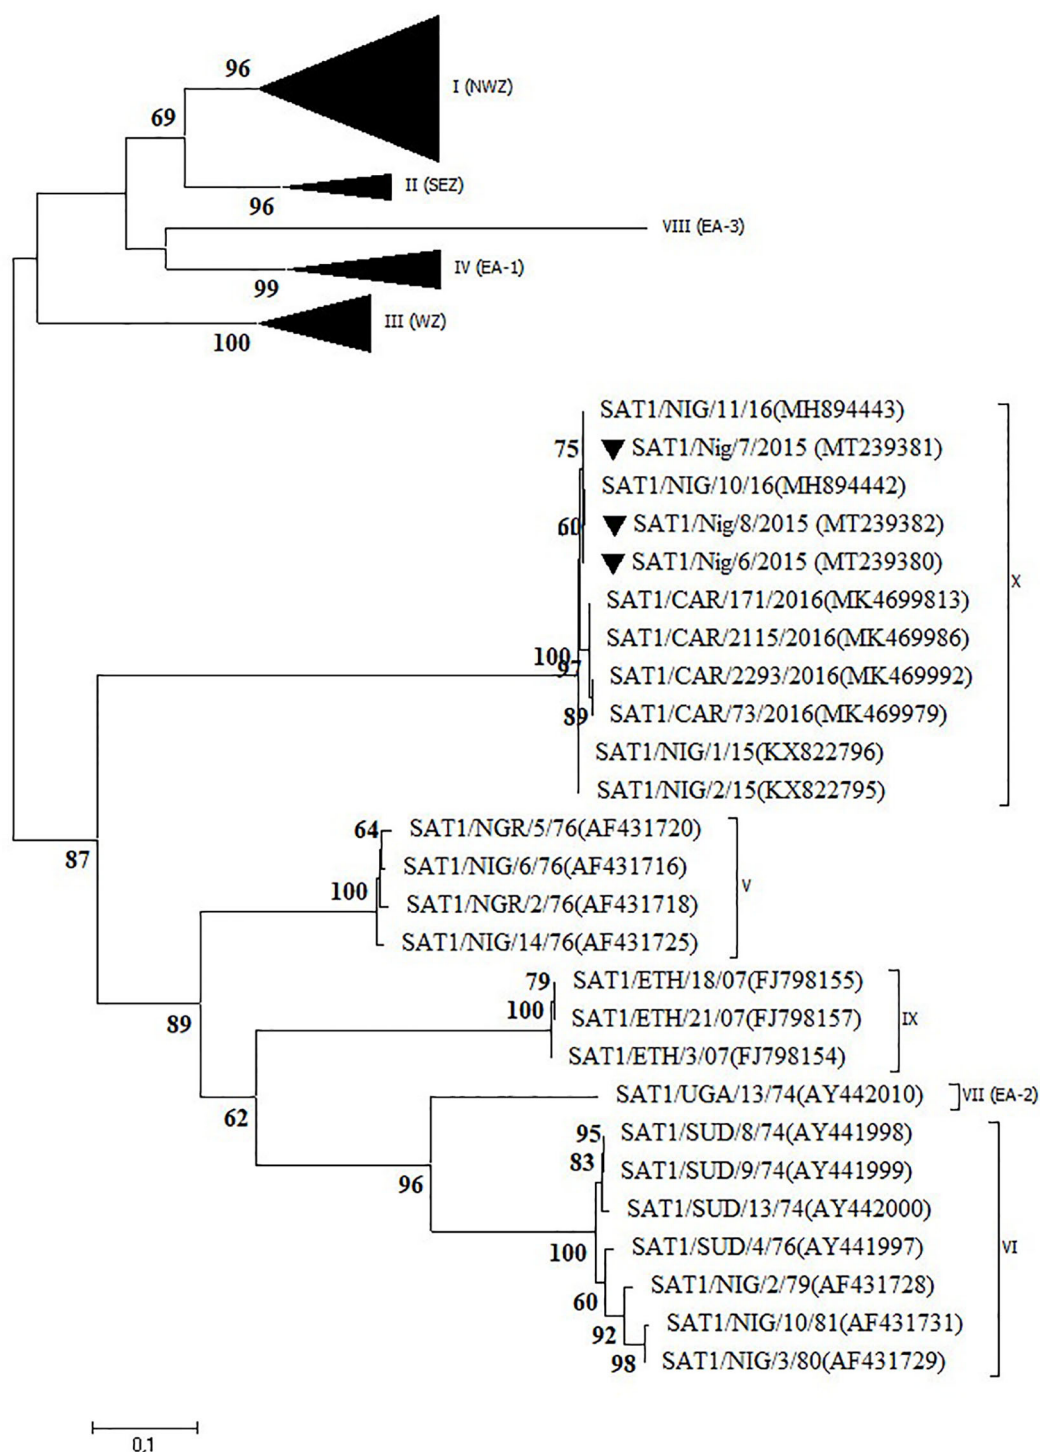 96
I (NWZ)
69
II (SEZ)
96
VIII (EA-3)
IV (EA-1)
99
III (WZ)
100
SAT1/NIG/11/16(MH894443)
75
SAT1/Nig/7/2015 (MT239381)
SAT1/NIG/10/16(MH894442)
60 SAT1/Nig/8/2015 (MT239382)
SAT1/Nig/6/2015 (MT239380)
X
SAT1/CAR/171/2016(MK4699813)
SAT1/CAR/2115/2016(MK469986)
100
97
SAT1/CAR/2293/2016(MK469992)
89 SAT1/CAR/73/2016(MK469979)
SAT1/NIG/1/15(KX822796)
SAT1/NIG/2/15(KX822795)
64 SAT1/NGR/5/76(AF431720)
87
SAT1/NIG/6/76(AF431716)
V
100 SAT1/NGR/2/76(AF431718)
SAT1/NIG/14/76(AF431725)
79 SAT1/ETH/18/07(FJ798155)
100
89
SAT1/ETH/21/07(FJ798157)
IX
SAT1/ETH/3/07(FJ798154)
SAT1/UGA/13/74(AY442010)
VII (EA-2)
62
95 SAT1/SUD/8/74(AY441998)
83
SAT1/SUD/9/74(AY441999)
96
SAT1/SUD/13/74(AY442000)
100
SAT1/SUD/4/76(AY441997)
VI
SAT1/NIG/2/79(AF431728)
60
92
SAT1/NIG/10/81(AF431731)
98 SAT1/NIG/3/80(AF431729)
0.1